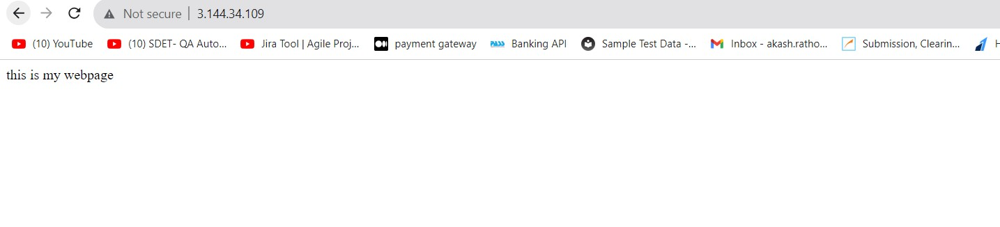 Not secure | 3.144.34.109
(10) YouTube (10) SDET- QA Auto... Jira Tool | Agile Proj... payment gateway PASS Banking API Sample Test Data -... Inbox - akash.ratho... Submission, Clearin... H
this is my webpage